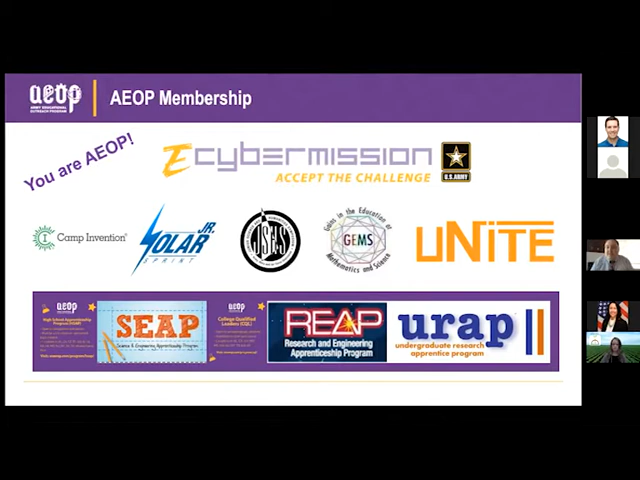 aeop
ARMY EDUCATIONAL
OUTREACH PROGRAM
AEOP Membership
You are AEOP!
Ecybermission
ACCEPT THE CHALLENGE
U.S.ARMY
Camp Invention®
JR.
SOLAR
SPRINT
JSHS
Gains in the Education of
GEMS
Mathematics and Science
UNiTE
aeop
High School Apprenticeship
Program (HSAP)
SEAP
Science & Engineering Apprenticeship Program
aeop
College Qualified
Leaders (CQL)
REAP
Research and Engineering
Apprenticeship Program
urap
undergraduate research
apprentice program